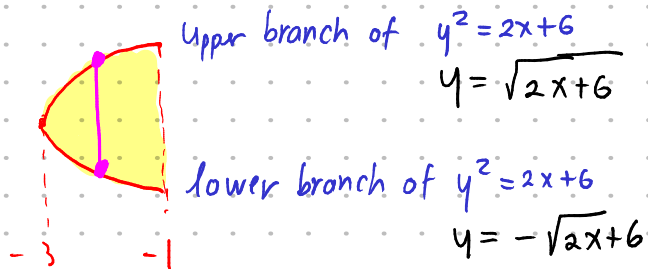 upper branch of y² = 2x+6
y = √(2x+6)
lower branch of y² = 2x+6
y = -√(2x)+6
-3 -1